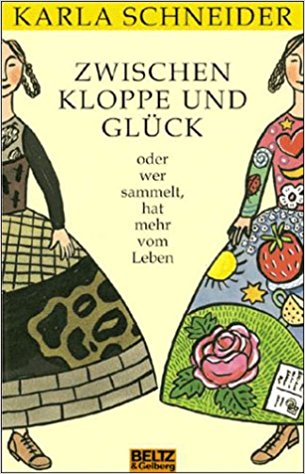 KARLA SCHNEIDER
ZWISCHEN
KLOPPE UND
GLÜCK
oder wer
sammelt,
hat
mehr
vom
Leben
BELTZ
& Gelberg